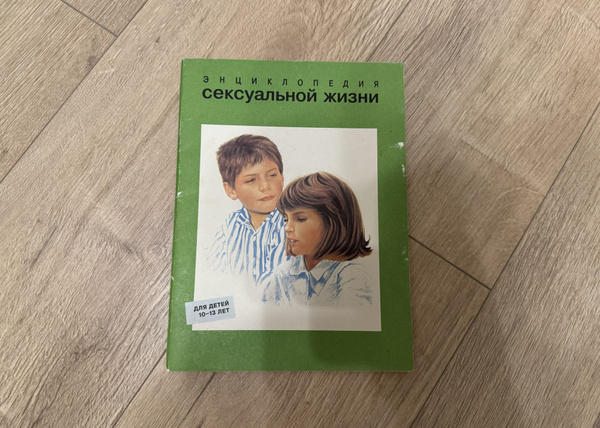 ЭНЦИКЛОПЕДИЯ
сексуальной жизни
ДЛЯ ДЕТЕЙ
10–13 ЛЕТ